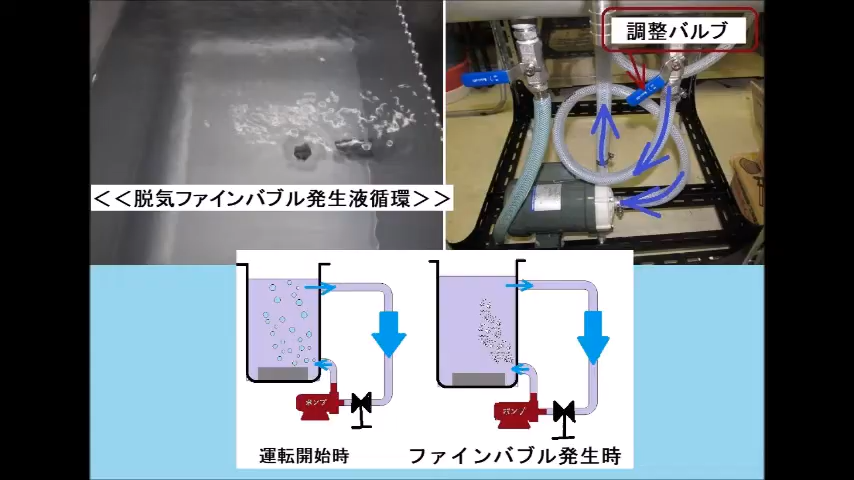 調整バルブ
<<脱気ファインバブル発生液循環>>
ポンプ
ポンプ
運転開始時
ファインバブル発生時